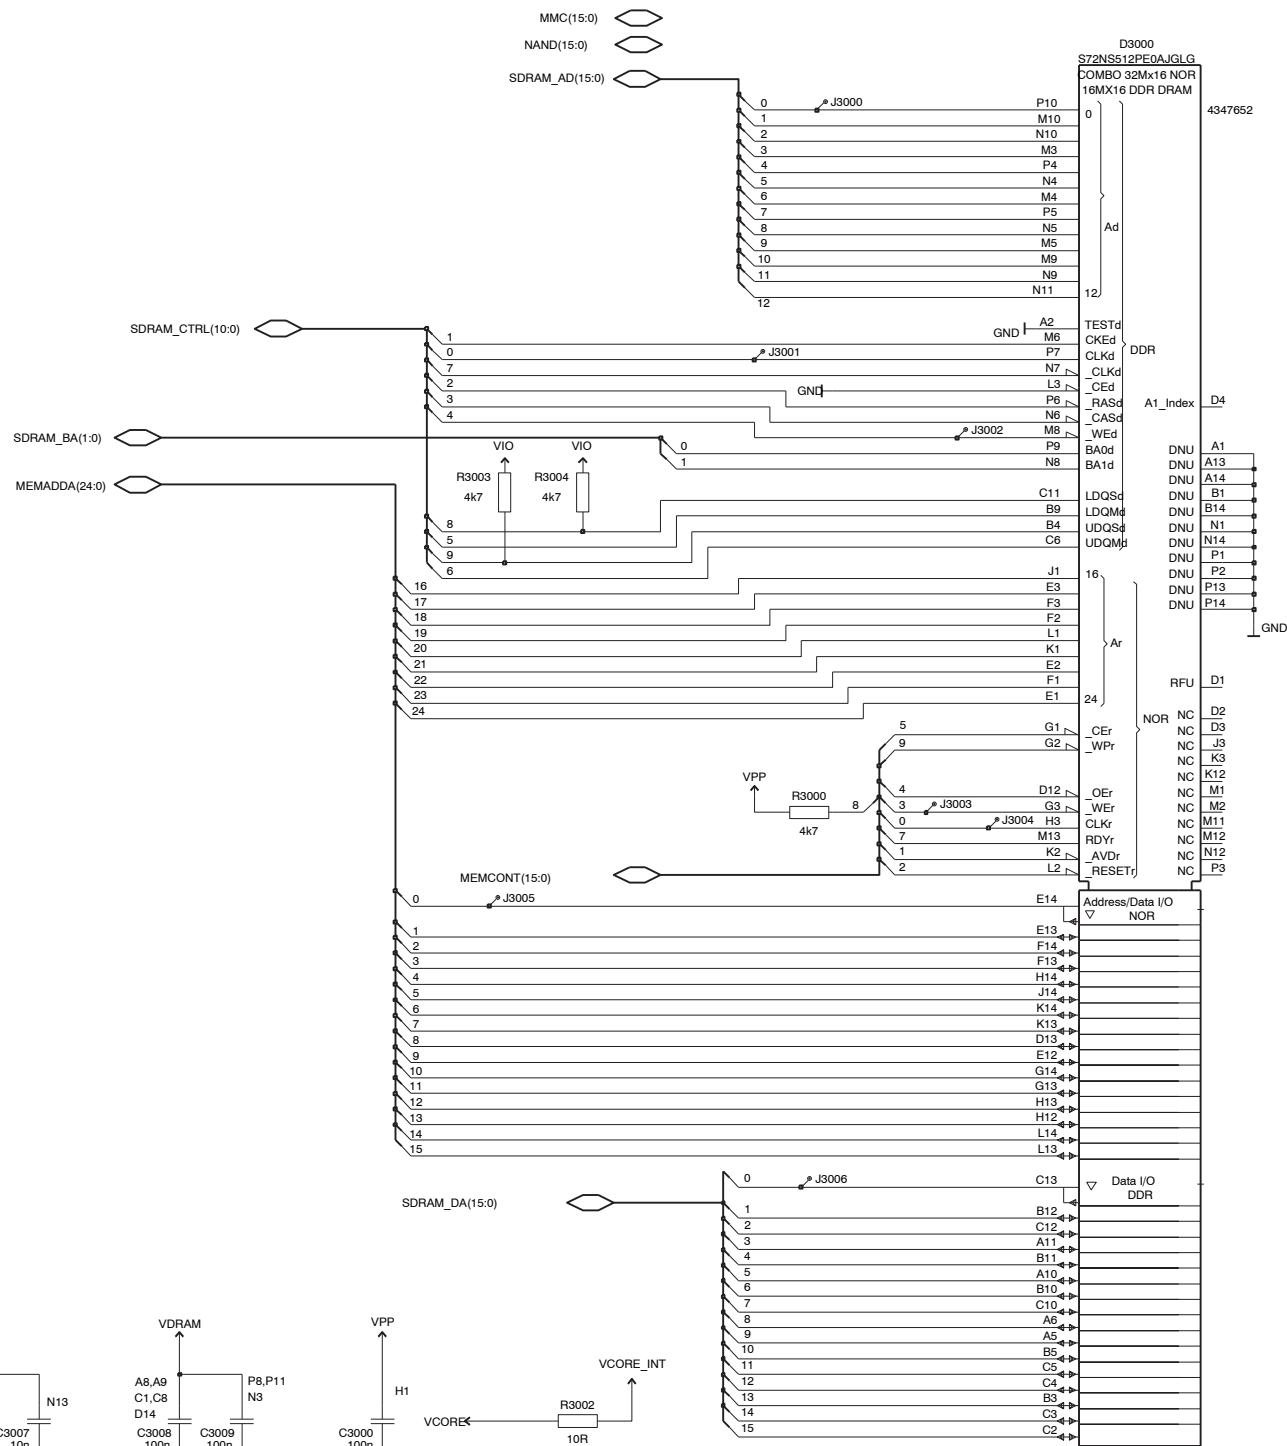 MMC(15:0)
NAND(15:0)
SDRAM_AD(15:0)
D3000
S72NS512PE0AJGLG
COMBO 32Mx16 NOR
16MX16 DDR DRAM
4347652
0 J3000 P10 0
1 M10
2 N10
3 M3
4 P4
5 N4
6 M4
7 P5
8 N5 Ad
9 M5
10 M9
11 N9
12 N11 12
SDRAM_CTRL(10:0)
GND A2 TESTd
1 M6 CKEd
0 J3001 P7 CLKd DDR
7 N7 _CLKd
2 GND L3 _CEd
3 P6 _RASd A1_Index D4
4 N6 _CASd
SDRAM_BA(1:0)
J3002 M8 _WEd
VIO VIO 0 P9 BA0d DNU A1
1 N8 BA1d DNU A13
R3003 R3004 DNU A14
4k7 4k7
MEMADDA(24:0)
C11 LDQSd DNU B1
B9 LDQMd DNU B14
8 B4 UDQSd DNU N1
5 C6 UDQMd DNU N14
9 DNU P1
6 J1 16 DNU P2
16 E3 DNU P13
17 F3 DNU P14
18 F2 GND
19 L1 Ar
20 K1
21 E2
22 F1 RFU D1
23 E1 24
24 NC D2
NOR
5 G1 _CEr NC D3
9 G2 _WPr NC J3
NC K3
VPP NC K12
R3000 4 D12 _OEr NC M1
8 3 J3003 G3 _WEr NC M2
4k7 0 J3004 H3 CLKr NC M11
7 M13 RDYr NC M12
1 K2 _AVDr NC N12
2 L2 _RESETr NC P3
MEMCONT(15:0)
0 J3005 E14 Address/Data I/O
NOR
1 E13
2 F14
3 F13
4 H14
5 J14
6 K14
7 K13
8 D13
9 E12
10 G14
11 G13
12 H13
13 H12
14 L14
15 L13
SDRAM_DA(15:0)
0 J3006 C13 Data I/O
DDR
1 B12
2 C12
3 A11
4 B11
5 A10
6 B10
7 C10
8 A6
9 A5
10 B5
11 C5
12 C4
13 B3
14 C3
15 C2
VDRAM VPP
VCORE_INT
A8,A9 P8,P11
C1,C8 N3
D14
N13 H1
VCORE R3002
10R
C3007 C3008 C3009 C3000
10n 100n 100n 100n